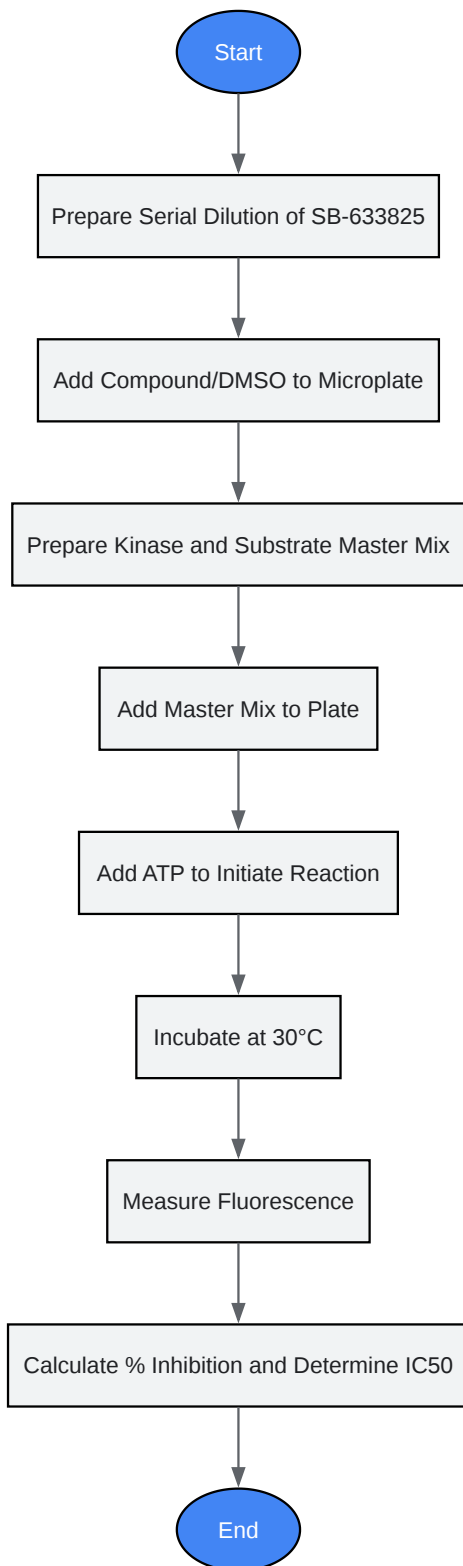 Start
Prepare Serial Dilution of SB-633825
Add Compound/DMSO to Microplate
Prepare Kinase and Substrate Master Mix
Add Master Mix to Plate
Add ATP to Initiate Reaction
Incubate at 30°C
Measure Fluorescence
Calculate % Inhibition and Determine IC50
End